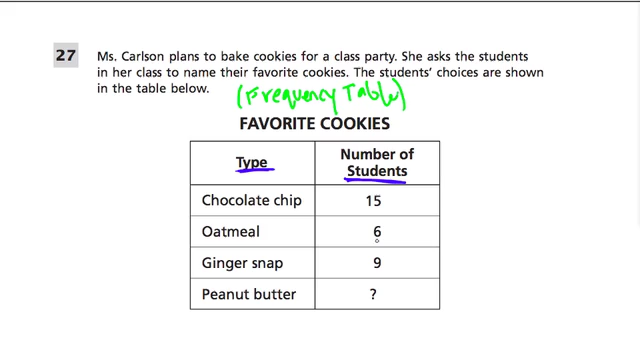 27 Ms. Carlson plans to bake cookies for a class party. She asks the students
in her class to name their favorite cookies. The students' choices are shown
in the table below.
(Frequency Table)
FAVORITE COOKIES
Type Number of Students
Chocolate chip 15
Oatmeal 6
Ginger snap 9
Peanut butter ?